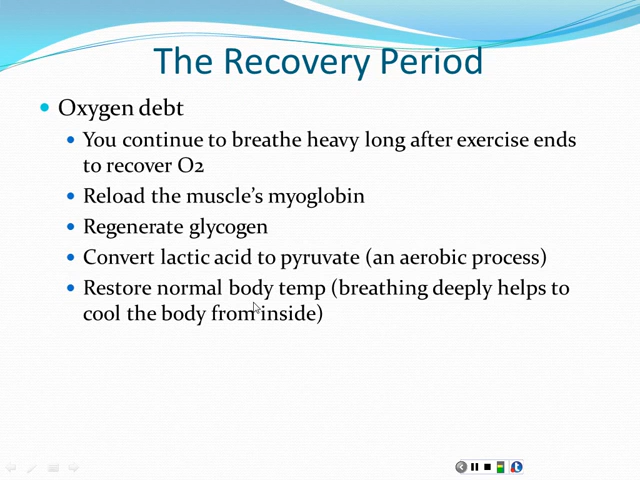 The Recovery Period
Oxygen debt
You continue to breathe heavy long after exercise ends
to recover O2
Reload the muscle's myoglobin
Regenerate glycogen
Convert lactic acid to pyruvate (an aerobic process)
Restore normal body temp (breathing deeply helps to
cool the body from inside)